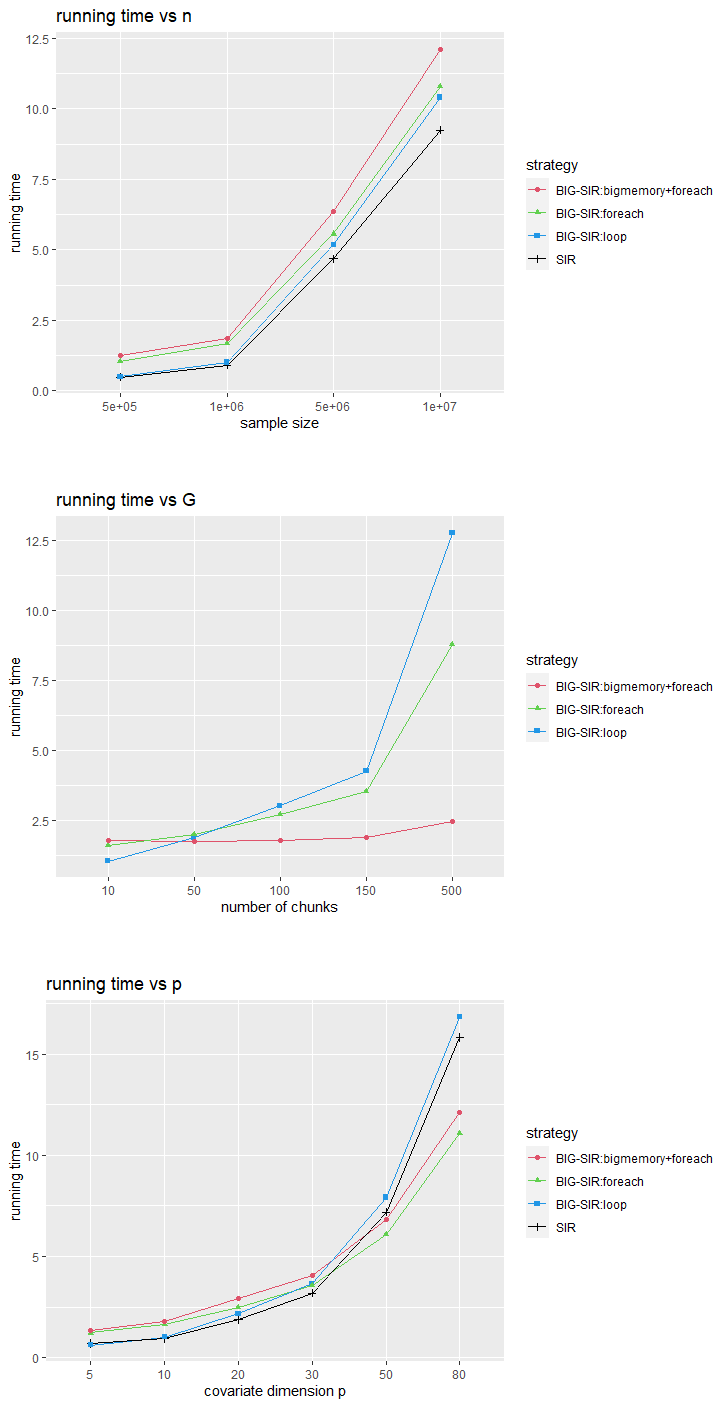 running time vs n
12.5
10.0
7.5
5.0
2.5
0.0
running time
5e+05 1e+06 5e+06 1e+07
sample size
strategy
BIG-SIR:bigmemory+foreach
BIG-SIR:foreach
BIG-SIR:loop
SIR
running time vs G
12.5
10.0
7.5
5.0
2.5
running time
10 50 100 150 500
number of chunks
strategy
BIG-SIR:bigmemory+foreach
BIG-SIR:foreach
BIG-SIR:loop
running time vs p
15
10
5
0
running time
5 10 20 30 50 80
covariate dimension p
strategy
BIG-SIR:bigmemory+foreach
BIG-SIR:foreach
BIG-SIR:loop
SIR